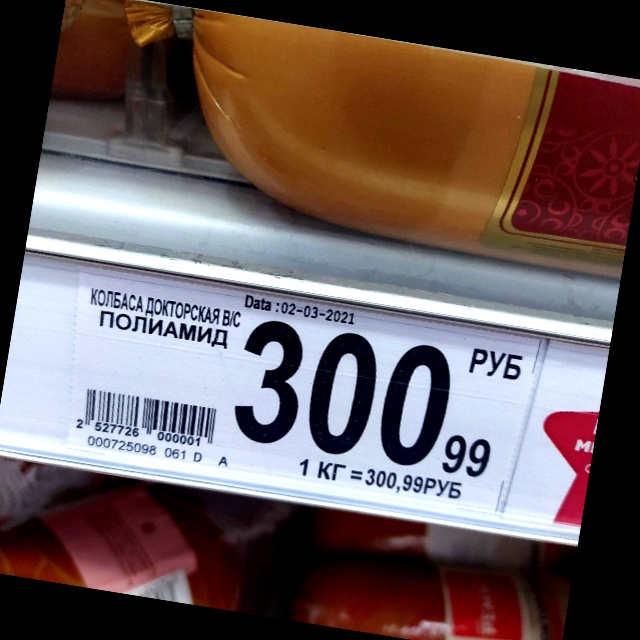 КОЛБАСА ДОКТОРСКАЯ В/С
ПОЛИАМИД
Data : 02-03-2021
300 99
РУБ
1 КГ = 300,99РУБ
2 527726 000001
000725098 061 D A